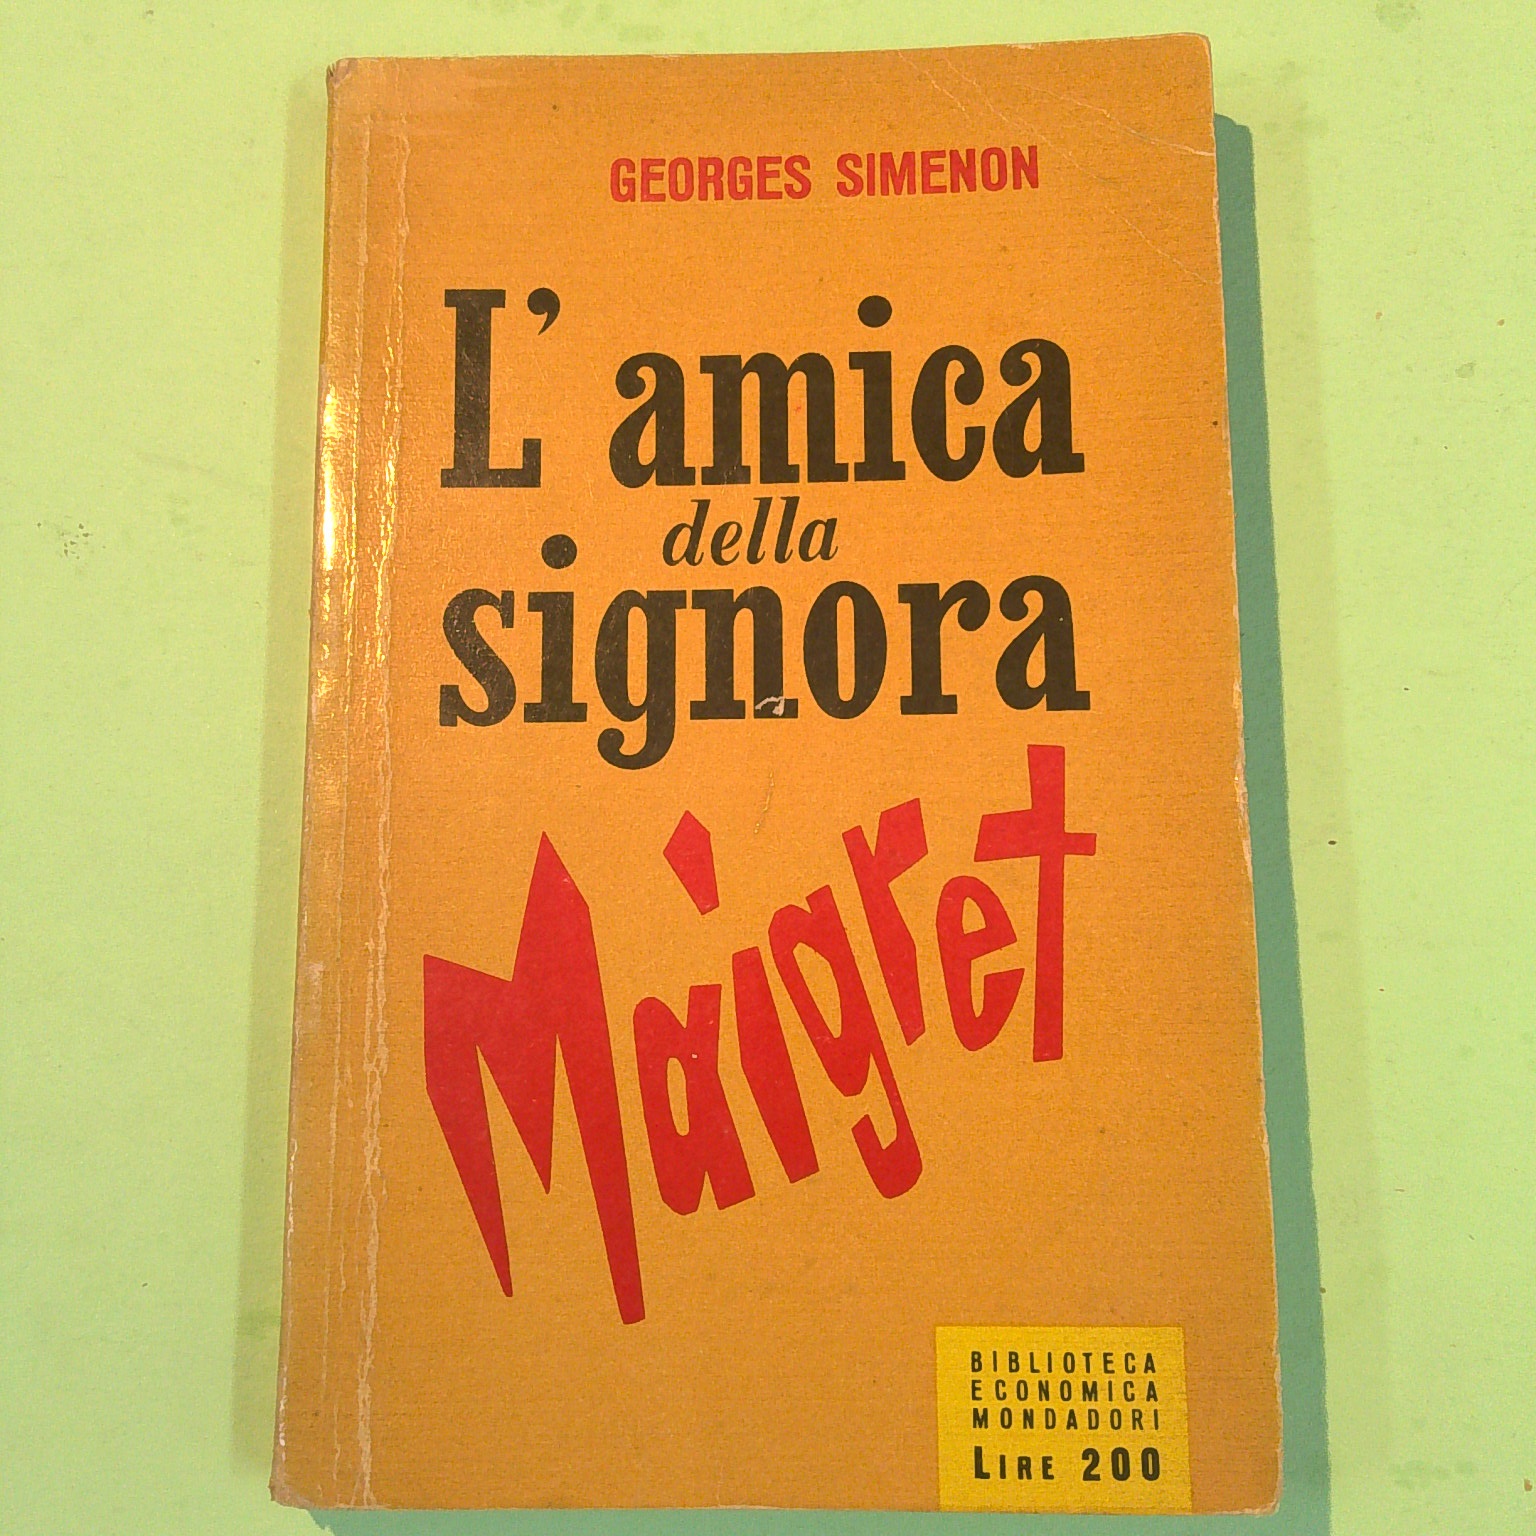 GEORGES SIMENON
L'amica
della
signora
Maigret
BIBLIOTECA
ECONOMICA
MONDADORI
LIRE 200